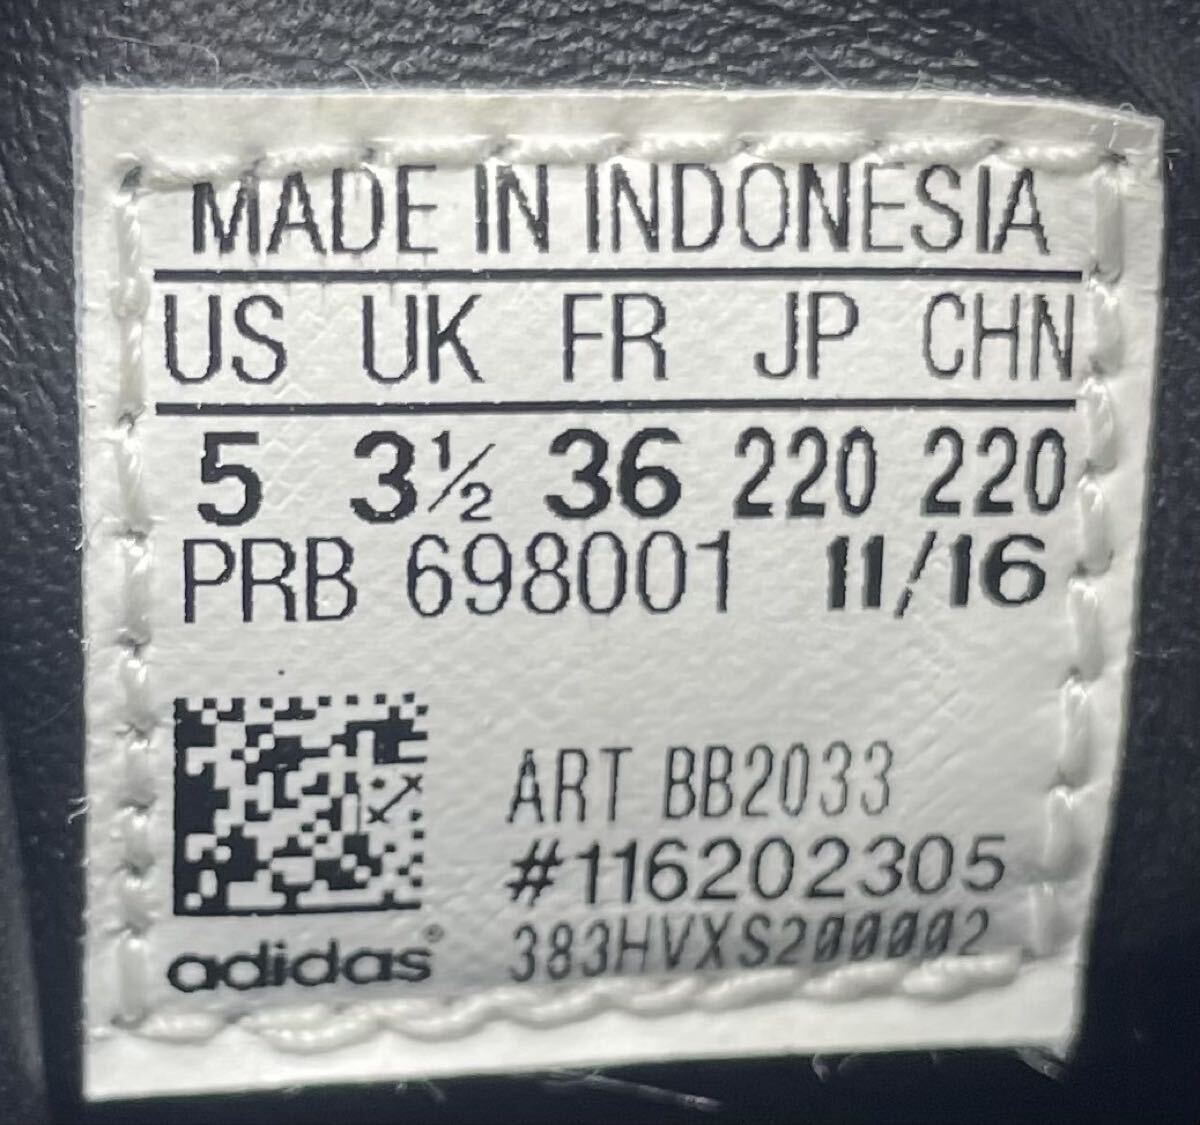 MADE IN INDONESIA
US UK FR JP CHN
5 3½ 36 220 220
PRB 698001 11/16
ART BB2033
#116202305
383HVXS200002
adidas®